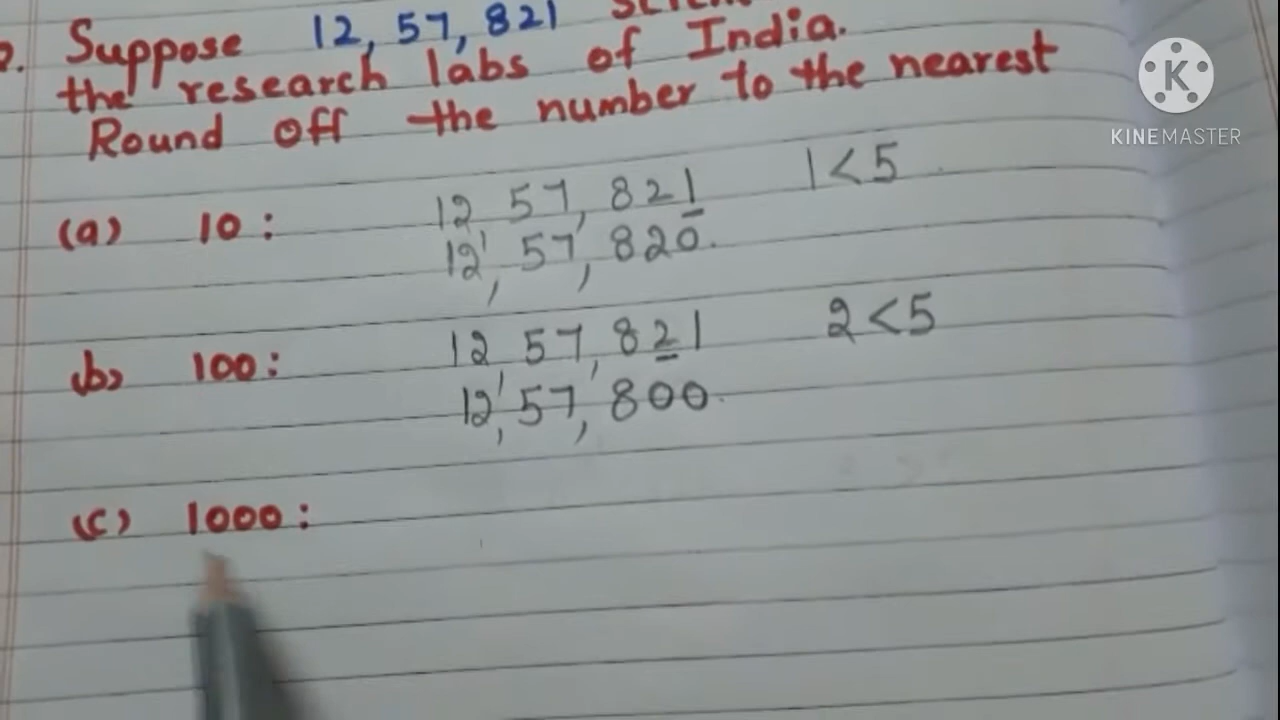 Suppose 12, 57, 821
the research labs of India.
Round off the number to the nearest
K
KINEMASTER
(a) 10: 12, 57, 821 1<5
12, 57, 820.
(b) 100: 12, 57, 821 2<5
12, 57, 800.
(c) 1000: